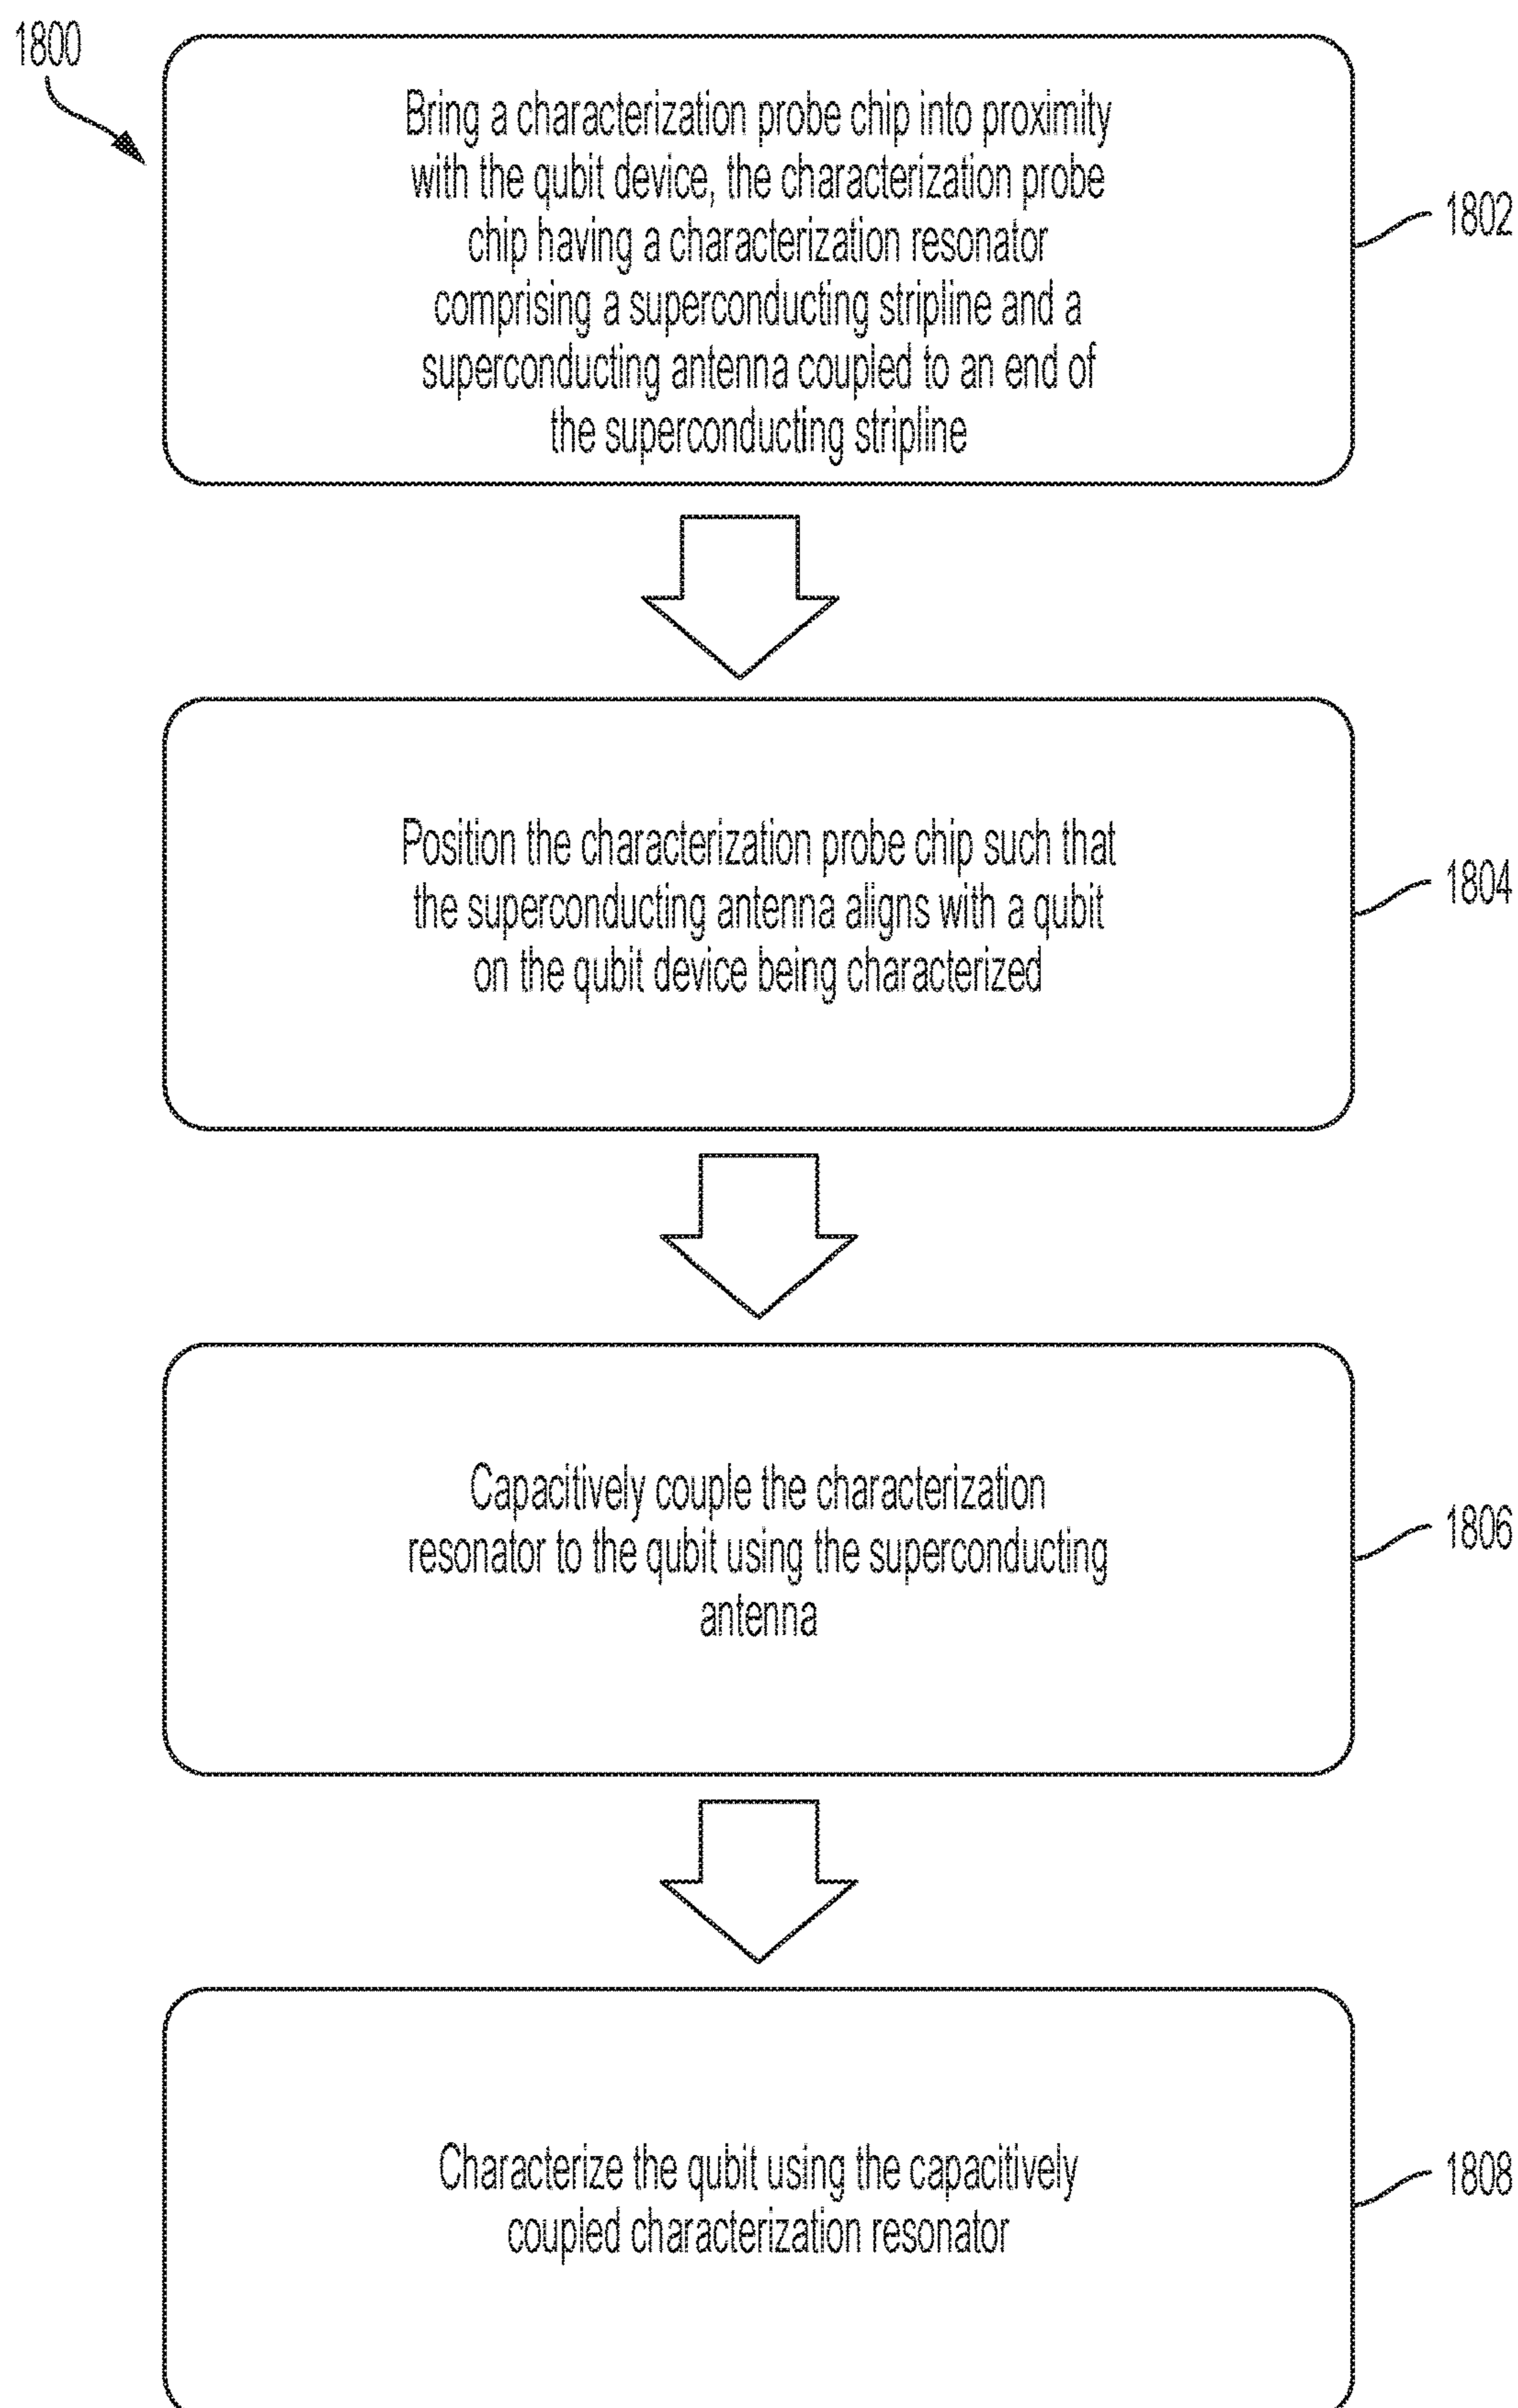 1800
Bring a characterization probe chip into proximity
with the qubit device, the characterization probe
chip having a characterization resonator
comprising a superconducting stripline and a
superconducting antenna coupled to an end of
the superconducting stripline
1802
Position the characterization probe chip such that
the superconducting antenna aligns with a qubit
on the qubit device being characterized
1804
Capacitively couple the characterization
resonator to the qubit using the superconducting
antenna
1806
Characterize the qubit using the capacitively
coupled characterization resonator
1808